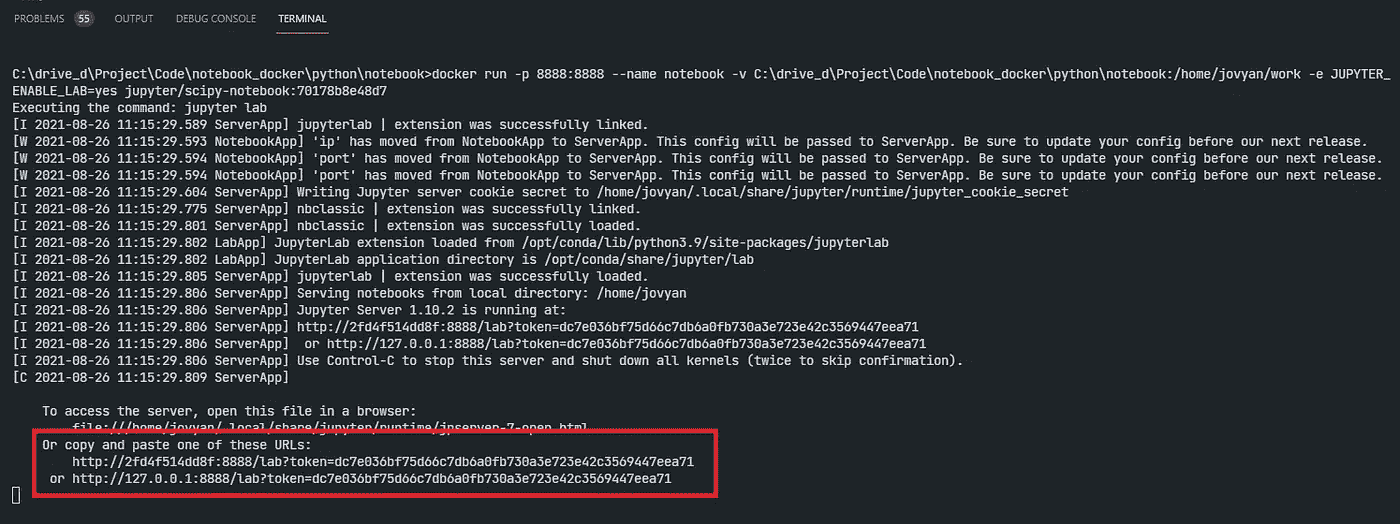 PROBLEMS 55 OUTPUT DEBUG CONSOLE TERMINAL
C:\drive_d\Project\Code\notebook_docker\python\notebook>docker run -p 8888:8888 --name notebook -v C:\drive_d\Project\Code\notebook_docker\python\notebook:/home/jovyan/work -e JUPYTER_
ENABLE_LAB=yes jupyter/scipy-notebook:70178b8e48d7
Executing the command: jupyter lab
[I 2021-08-26 11:15:29.589 ServerApp] jupyterlab | extension was successfully linked.
[W 2021-08-26 11:15:29.593 NotebookApp] 'ip' has moved from NotebookApp to ServerApp. This config will be passed to ServerApp. Be sure to update your config before our next release.
[W 2021-08-26 11:15:29.594 NotebookApp] 'port' has moved from NotebookApp to ServerApp. This config will be passed to ServerApp. Be sure to update your config before our next release.
[W 2021-08-26 11:15:29.594 NotebookApp] 'port' has moved from NotebookApp to ServerApp. This config will be passed to ServerApp. Be sure to update your config before our next release.
[I 2021-08-26 11:15:29.604 ServerApp] Writing Jupyter server cookie secret to /home/jovyan/.local/share/jupyter/runtime/jupyter_cookie_secret
[I 2021-08-26 11:15:29.775 ServerApp] nbclassic | extension was successfully linked.
[I 2021-08-26 11:15:29.801 ServerApp] nbclassic | extension was successfully loaded.
[I 2021-08-26 11:15:29.802 LabApp] JupyterLab extension loaded from /opt/conda/lib/python3.9/site-packages/jupyterlab
[I 2021-08-26 11:15:29.802 LabApp] JupyterLab application directory is /opt/conda/share/jupyter/lab
[I 2021-08-26 11:15:29.805 ServerApp] jupyterlab | extension was successfully loaded.
[I 2021-08-26 11:15:29.806 ServerApp] Serving notebooks from local directory: /home/jovyan
[I 2021-08-26 11:15:29.806 ServerApp] Jupyter Server 1.10.2 is running at:
[I 2021-08-26 11:15:29.806 ServerApp] http://2fd4f514dd8f:8888/lab?token=dc7e036bf75d66c7db6a0fb730a3e723e42c3569447eea71
[I 2021-08-26 11:15:29.806 ServerApp]  or http://127.0.0.1:8888/lab?token=dc7e036bf75d66c7db6a0fb730a3e723e42c3569447eea71
[I 2021-08-26 11:15:29.806 ServerApp] Use Control-C to stop this server and shut down all kernels (twice to skip confirmation).
[C 2021-08-26 11:15:29.809 ServerApp]
To access the server, open this file in a browser:
file:///home/jovyan/.local/share/jupyter/runtime/jpserver-7-open.html
Or copy and paste one of these URLs:
http://2fd4f514dd8f:8888/lab?token=dc7e036bf75d66c7db6a0fb730a3e723e42c3569447eea71
or http://127.0.0.1:8888/lab?token=dc7e036bf75d66c7db6a0fb730a3e723e42c3569447eea71